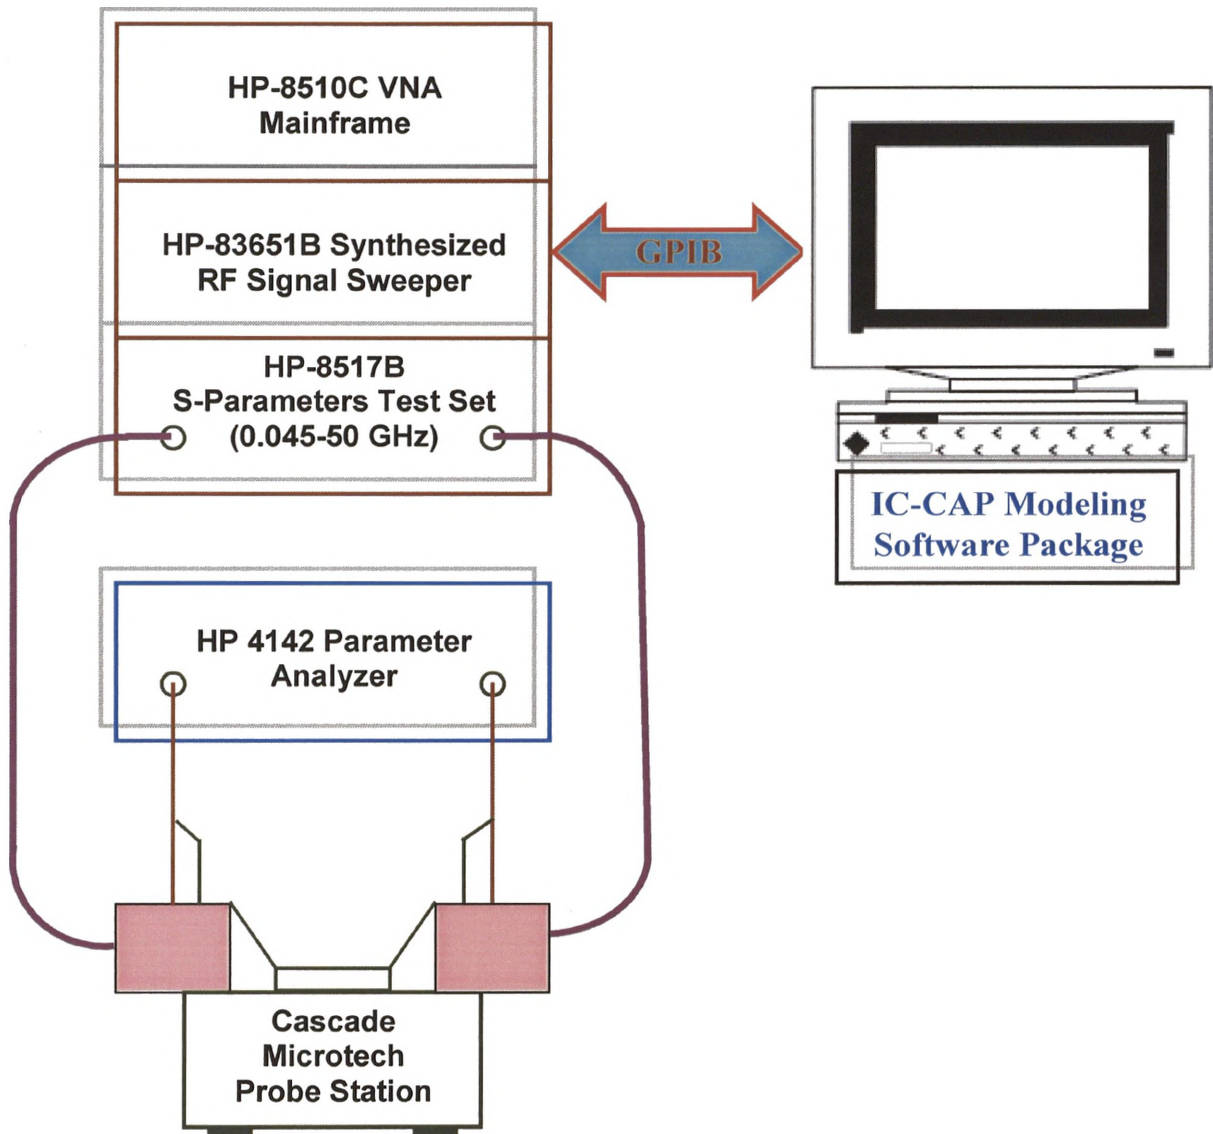 HP-8510C VNA
Mainframe
HP-83651B Synthesized
RF Signal Sweeper
GPIB
HP-8517B
S-Parameters Test Set
(0.045-50 GHz)
IC-CAP Modeling
Software Package
HP 4142 Parameter
Analyzer
Cascade
Microtech
Probe Station